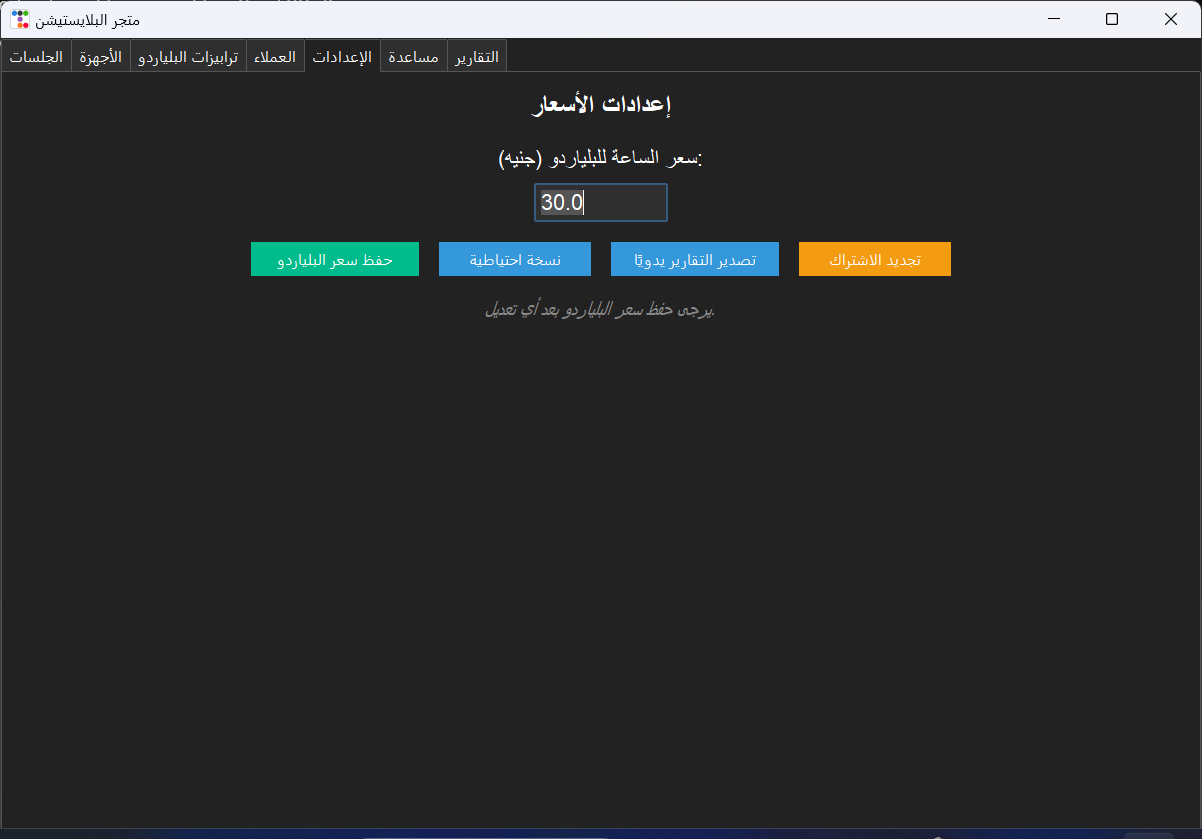 متجر البلايستيشن
الجلسات الأجهزة ترابيزات البلياردو العملاء الإعدادات مساعدة التقارير
إعدادات الأسعار
سعر الساعة للبلياردو (جنيه):
30.0
حفظ سعر البلياردو نسخة احتياطية تصدير التقارير يدويًا تجديد الاشتراك
يرجى حفظ سعر البلياردو بعد أي تعديل.